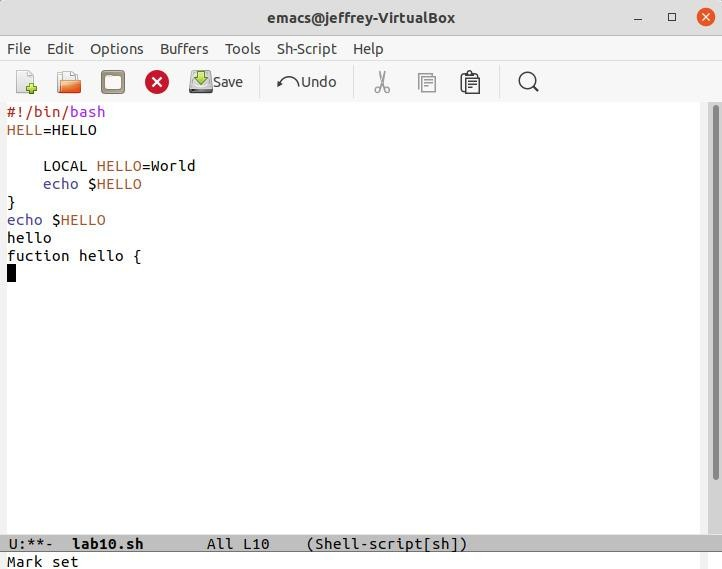 emacs@jeffrey-VirtualBox
File Edit Options Buffers Tools Sh-Script Help
Save Undo
#!/bin/bash
HELL=HELLO
LOCAL HELLO=World
echo $HELLO
}
echo $HELLO
hello
fuction hello {
U:**- lab10.sh All L10 (Shell-script[sh])
Mark set